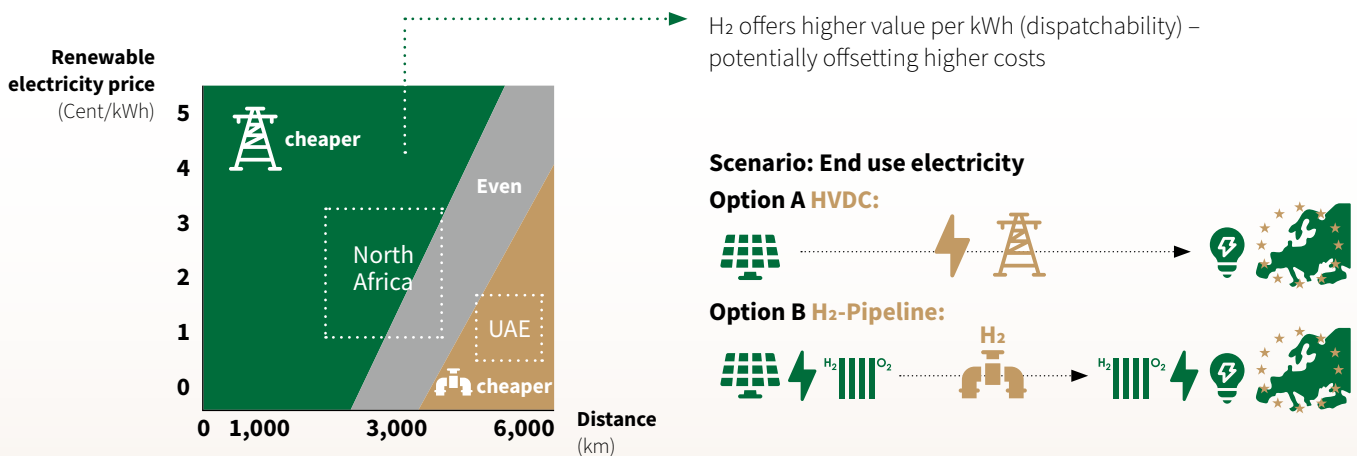 H₂ offers higher value per kWh (dispatchability) –
potentially offsetting higher costs
Renewable
electricity price
(Cent/kWh)
5
4
3
2
1
0
cheaper
Even
North
Africa
UAE
cheaper
0 1,000 3,000 6,000
Distance
(km)
Scenario: End use electricity
Option A HVDC:
Option B H₂-Pipeline:
H₂
H₂ O₂
H₂ O₂